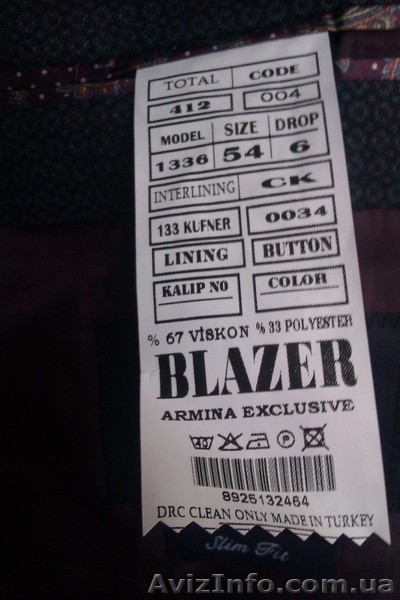 TOTAL CODE
412 004
MODEL SIZE DROP
1336 54 6
INTERLINING CK
133 KUFNER 0034
LINING BUTTON
KALIP NO COLOR
% 67 VİSKON % 33 POLYESTER
BLAZER
ARMINA EXCLUSIVE
40 P
8925132464
DRC CLEAN ONLY MADE IN TURKEY
Slim Fit
AvizInfo.com.ua